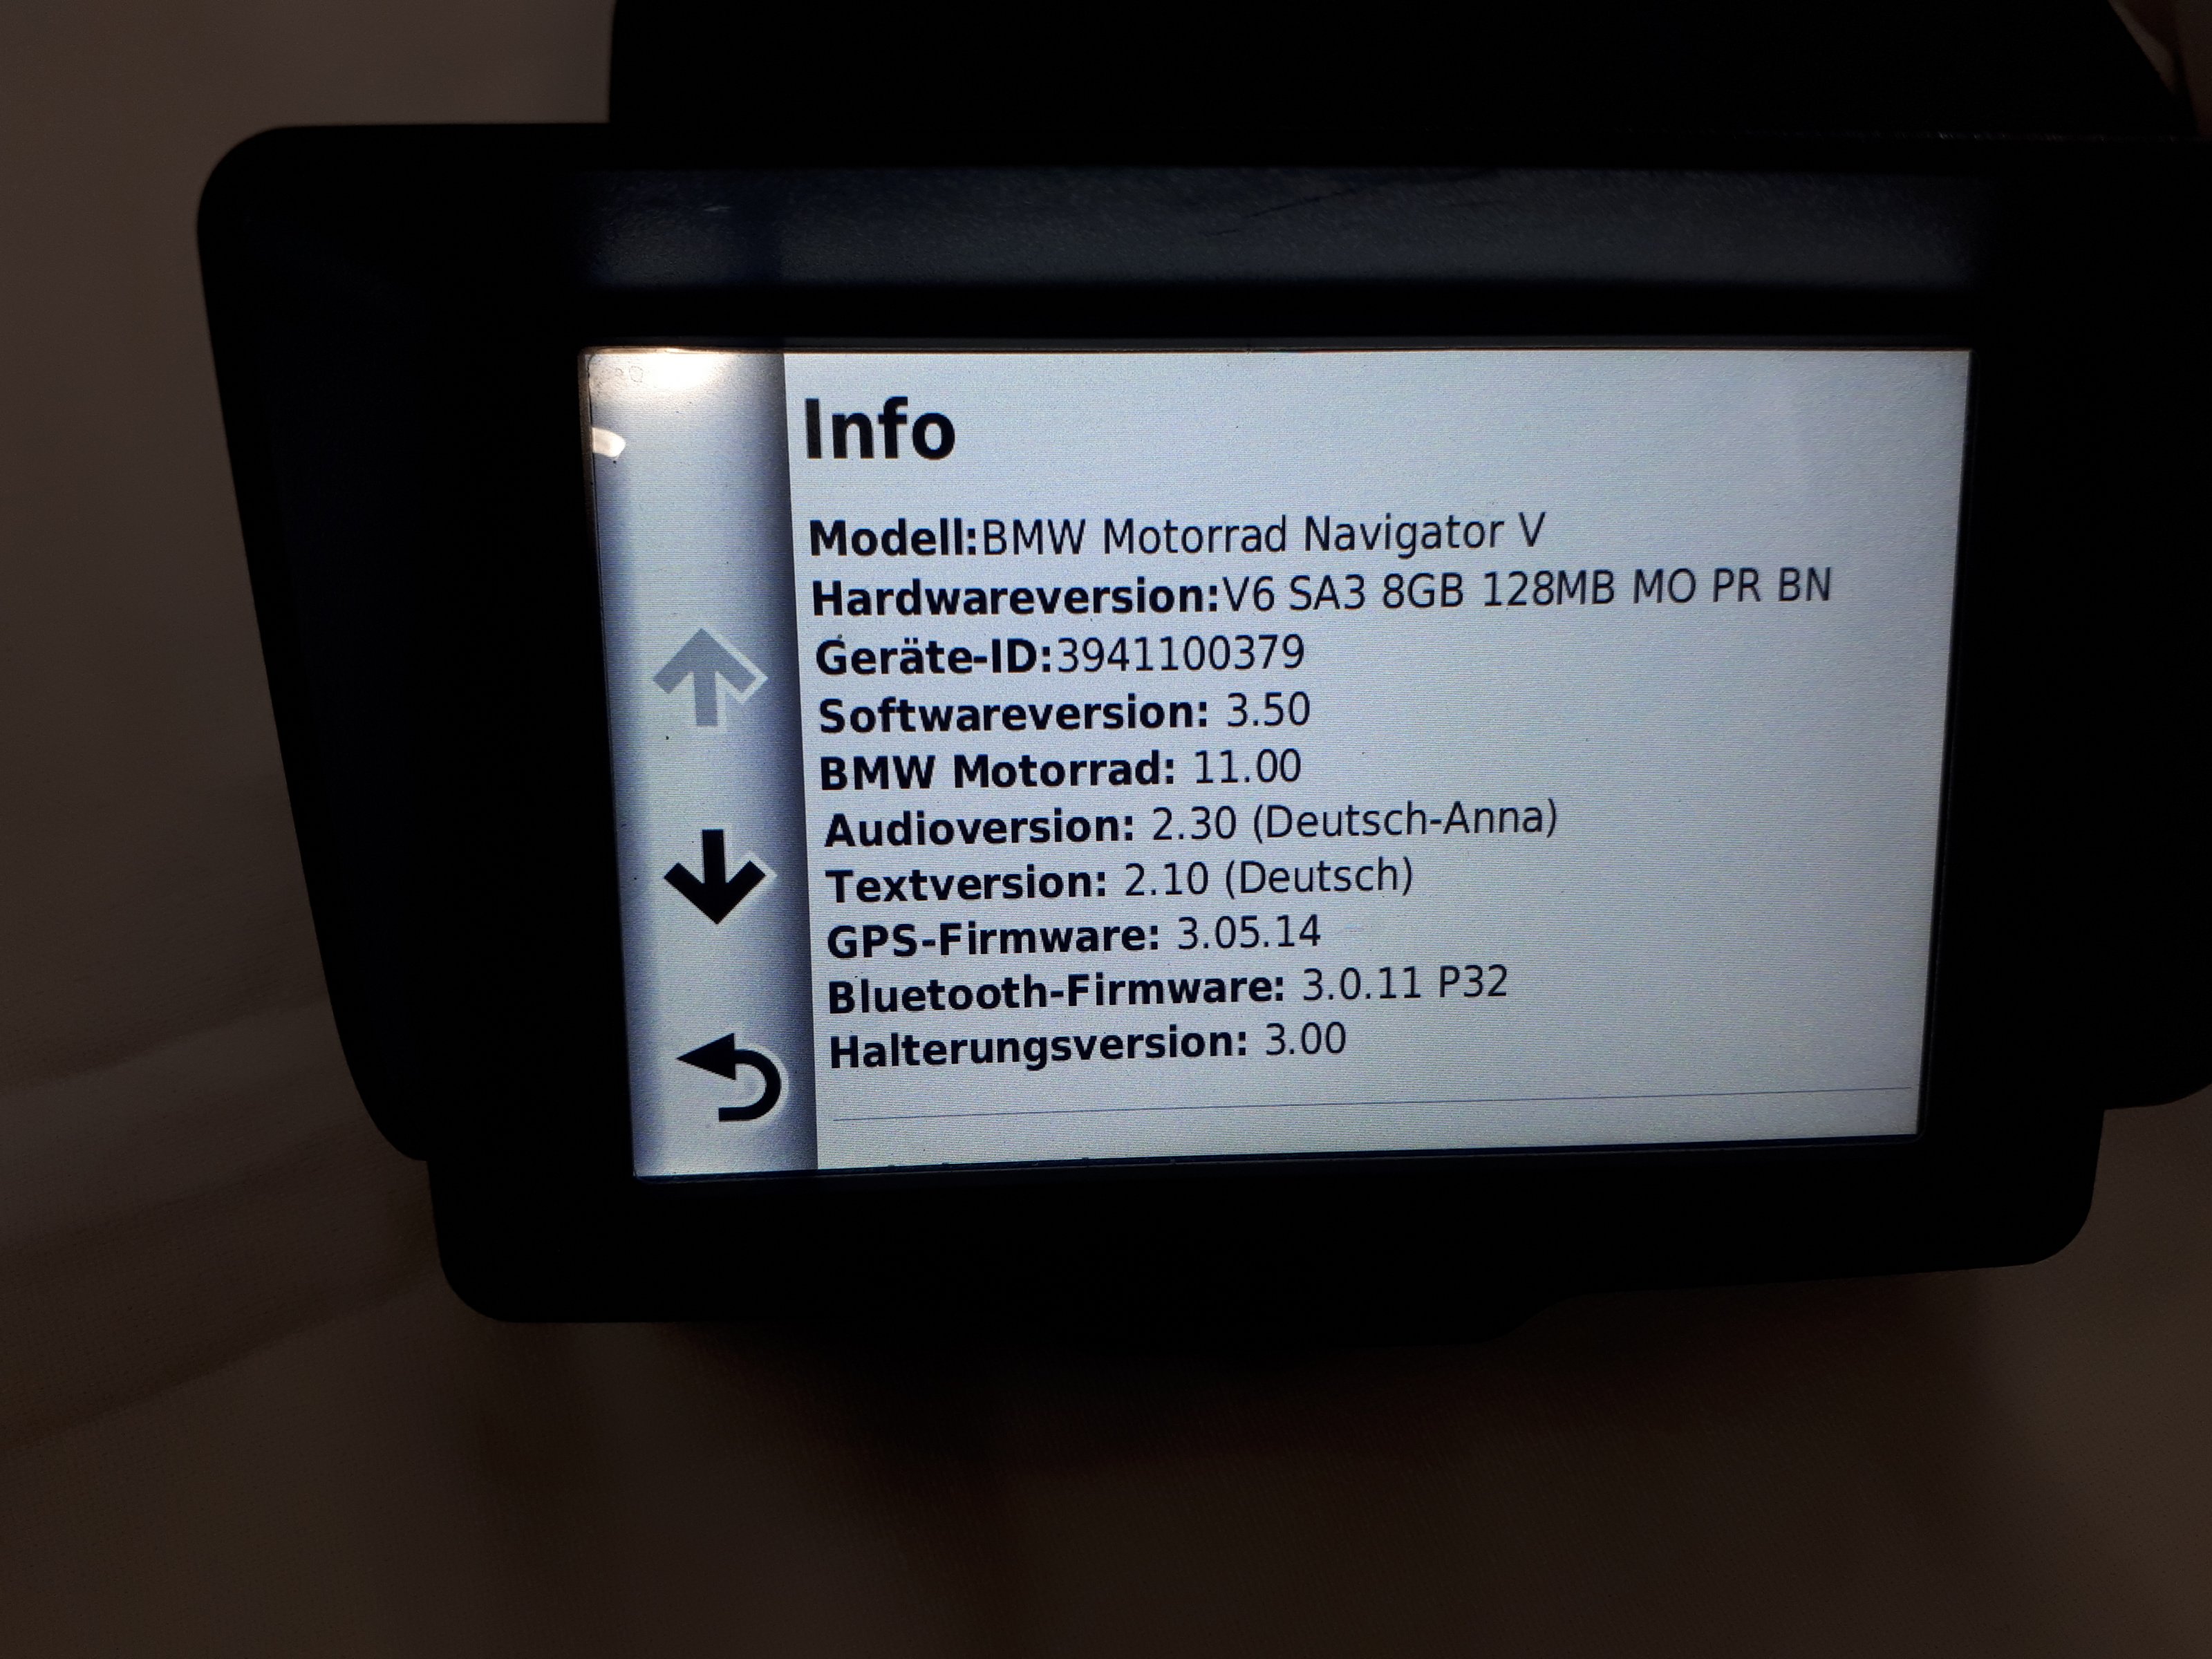 Info
Modell:BMW Motorrad Navigator V
Hardwareversion:V6 SA3 8GB 128MB MO PR BN
Geräte-ID:3941100379
Softwareversion: 3.50
BMW Motorrad: 11.00
Audioversion: 2.30 (Deutsch-Anna)
Textversion: 2.10 (Deutsch)
GPS-Firmware: 3.05.14
Bluetooth-Firmware: 3.0.11 P32
Halterungsversion: 3.00